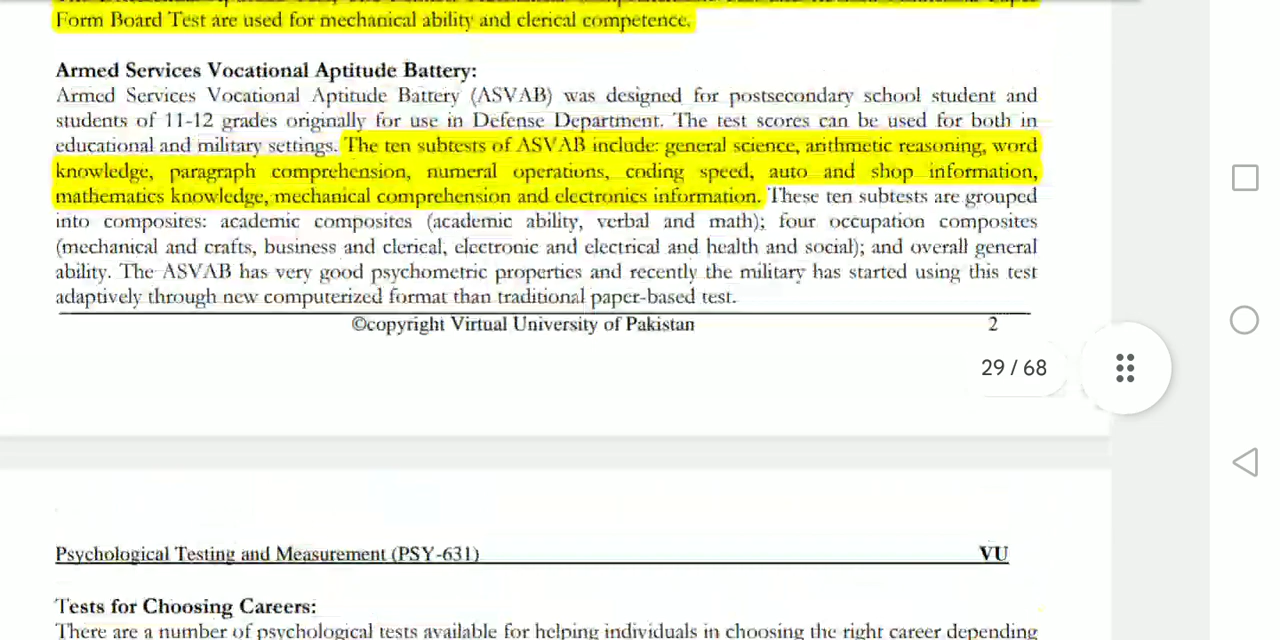 Form Board Test are used for mechanical ability and clerical competence.
Armed Services Vocational Aptitude Battery:
Armed Services Vocational Aptitude Battery (ASVAB) was designed for postsecondary school student and
students of 11-12 grades originally for use in Defense Department. The test scores can be used for both in
educational and military settings. The ten subtests of ASVAB include: general science, arithmetic reasoning, word
knowledge, paragraph comprehension, numeral operations, coding speed, auto and shop information,
mathematics knowledge, mechanical comprehension and electronics information. These ten subtests are grouped
into composites: academic composites (academic ability, verbal and math); four occupation composites
(mechanical and crafts, business and clerical, electronic and electrical and health and social); and overall general
ability. The ASVAB has very good psychometric properties and recently the military has started using this test
adaptively through new computerized format than traditional paper-based test.
©copyright Virtual University of Pakistan 2
29 / 68
Psychological Testing and Measurement (PSY-631) VU
Tests for Choosing Careers:
There are a number of psychological tests available for helping individuals in choosing the right career depending